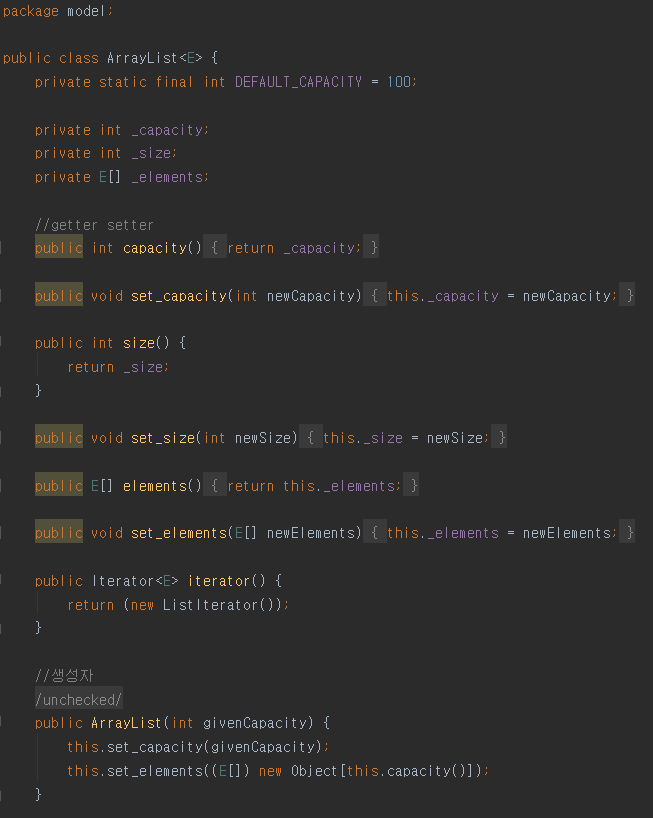 package model;
public class ArrayList<E> {
private static final int DEFAULT_CAPACITY = 100;
private int _capacity;
private int _size;
private E[] _elements;
//getter setter
public int capacity() { return _capacity; }
public void set_capacity(int newCapacity) { this._capacity = newCapacity; }
public int size() {
return _size;
}
public void set_size(int newSize) { this._size = newSize; }
public E[] elements() { return this._elements; }
public void set_elements(E[] newElements) { this._elements = newElements; }
public Iterator<E> iterator() {
return (new ListIterator());
}
//생성자
/unchecked/
public ArrayList(int givenCapacity) {
this.set_capacity(givenCapacity);
this.set_elements((E[]) new Object[this.capacity()]);
}